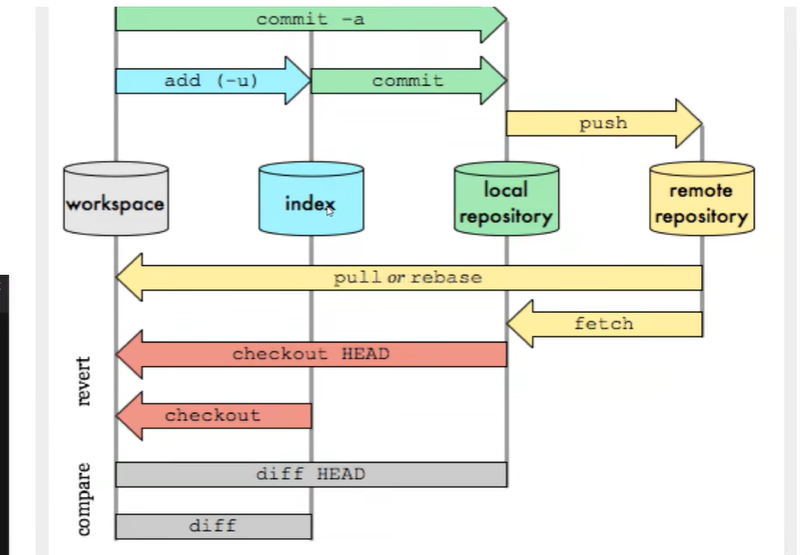 commit -a
add (-u)
commit
push
workspace
index
local
repository
remote
repository
pull or rebase
fetch
revert
checkout HEAD
checkout
compare
diff HEAD
diff